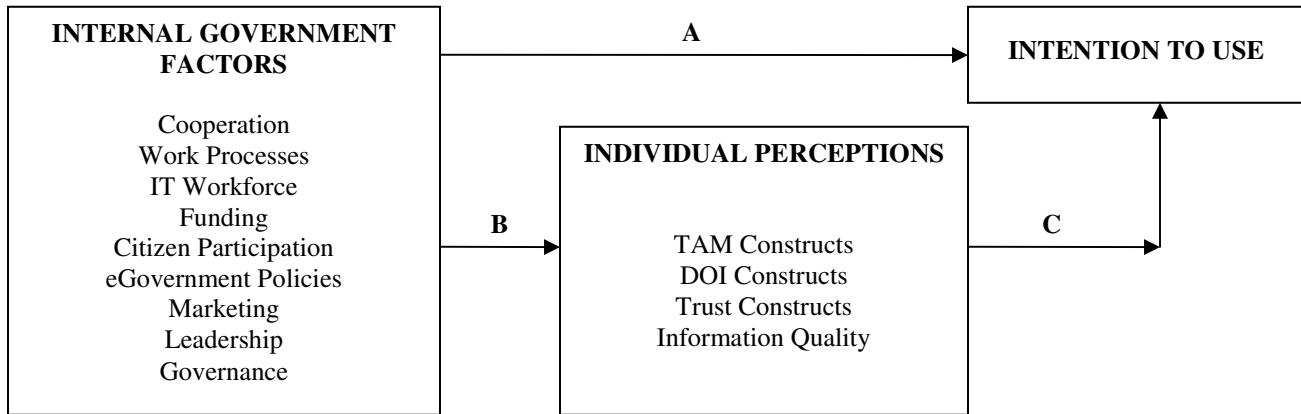 INTERNAL GOVERNMENT
FACTORS
Cooperation
Work Processes
IT Workforce
Funding
Citizen Participation
eGovernment Policies
Marketing
Leadership
Governance
A
B
INDIVIDUAL PERCEPTIONS
TAM Constructs
DOI Constructs
Trust Constructs
Information Quality
C
INTENTION TO USE